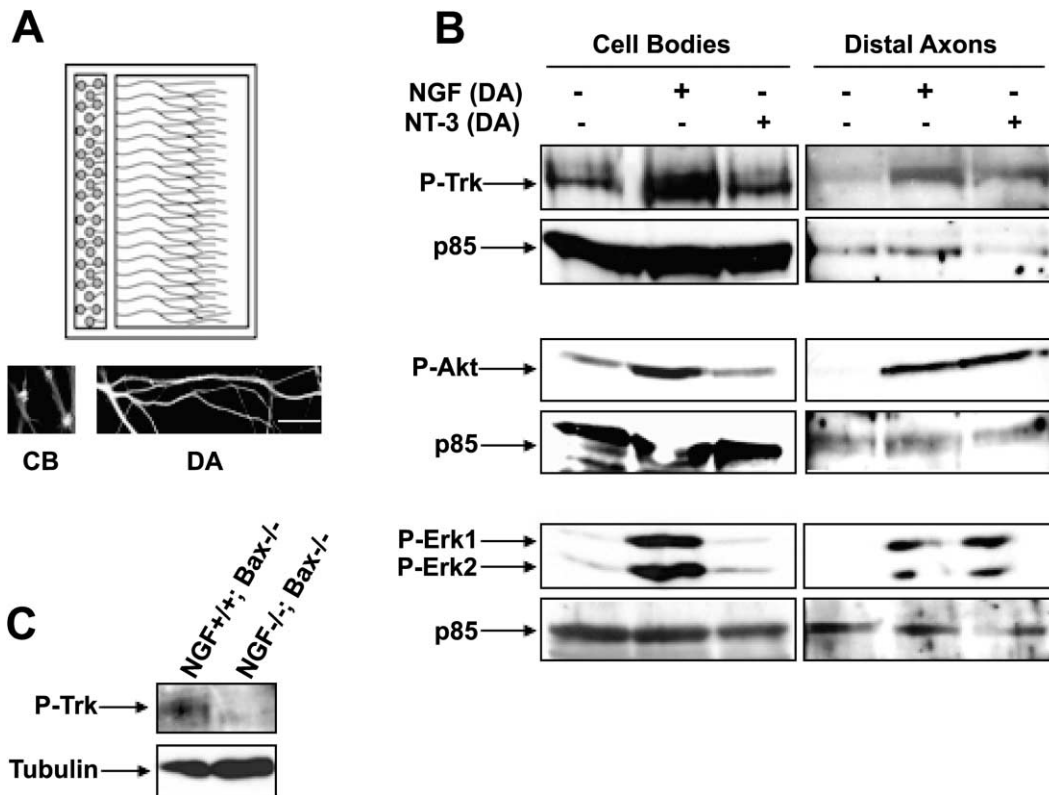 A
CB
DA
B
Cell Bodies
Distal Axons
NGF (DA) - + - - + -
NT-3 (DA) - - + - - +
P-Trk
p85
P-Akt
p85
P-Erk1
P-Erk2
p85
C
NGF+/+; Bax-/-
NGF-/-; Bax-/-
P-Trk
Tubulin